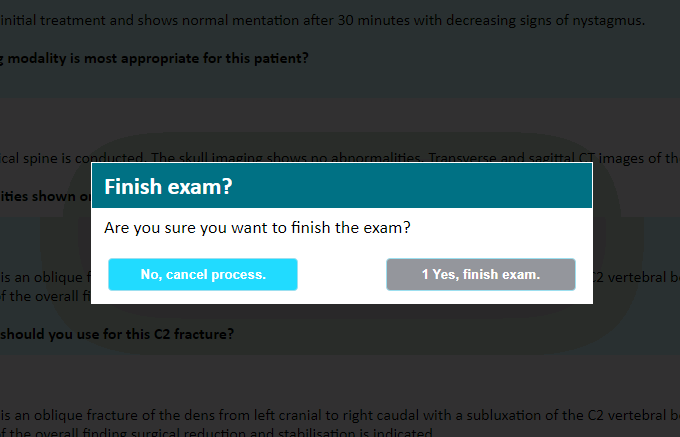 initial treatment and shows normal mentation after 30 minutes with decreasing signs of nystagmus.
modality is most appropriate for this patient?
ical spine is conducted. The skull imaging shows no abnormalities. Transverse and sagittal CT images of th
Finish exam?
ities shown o
Are you sure you want to finish the exam?
No, cancel process.
1 Yes, finish exam.
is an oblique f
C2 vertebral b
of the overall fi
should you use for this C2 fracture?
is an oblique fracture of the dens from left cranial to right caudal with a subluxation of the C2 vertebral b
of the overall finding surgical reduction and stabilisation is indicated